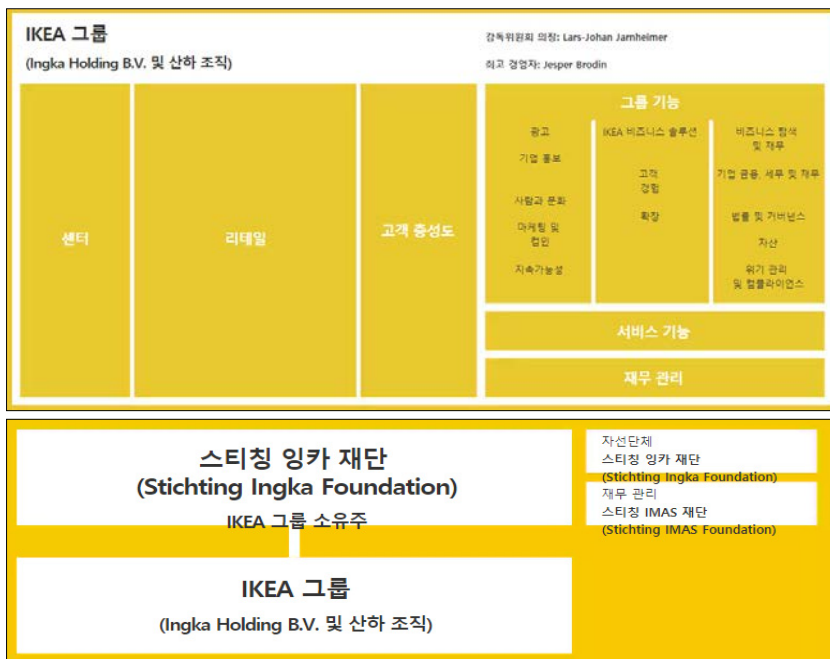 IKEA 그룹
(Ingka Holding B.V. 및 산하 조직)
감독위원회 의장: Lars-Johan Jarnheimer
최고 경영자: Jesper Brodin
센터
리테일
고객 충성도
그룹 기능
광고
기업 홍보
사람과 문화
마케팅 및
컴인
지속가능성
IKEA 비즈니스 솔루션
고객
경험
확장
비즈니스 탐색
및 재무
기업 금융, 세무 및 재무
법률 및 거버넌스
자산
위기 관리
및 컴플라이언스
서비스 기능
재무 관리
스티칭 잉카 재단
(Stichting Ingka Foundation)
IKEA 그룹 소유주
IKEA 그룹
(Ingka Holding B.V. 및 산하 조직)
자선단체
스티칭 잉카 재단
(Stichting Ingka Foundation)
재무 관리
스티칭 IMAS 재단
(Stichting IMAS Foundation)